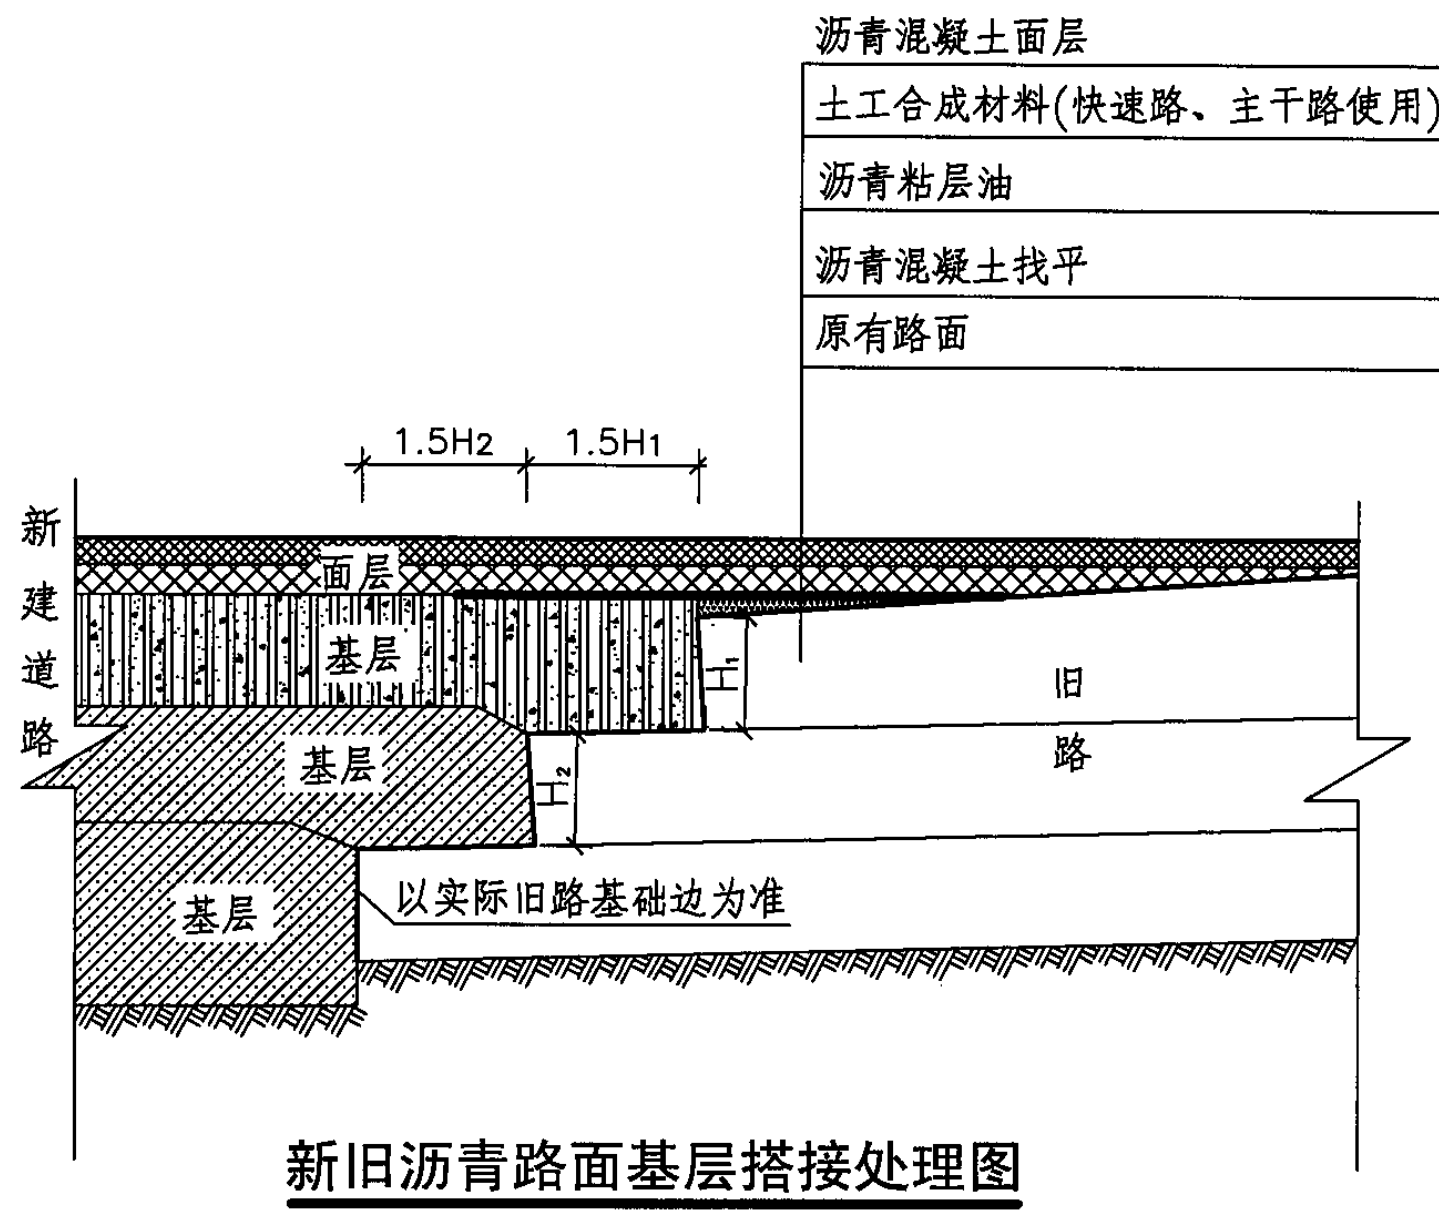 沥青混凝土面层
土工合成材料(快速路、主干路使用)
沥青粘层油
沥青混凝土找平
原有路面
1.5H2
1.5H1
新建道路
面层
基层
H1
旧路
基层
H2
基层
以实际旧路基础边为准
新旧沥青路面基层搭接处理图